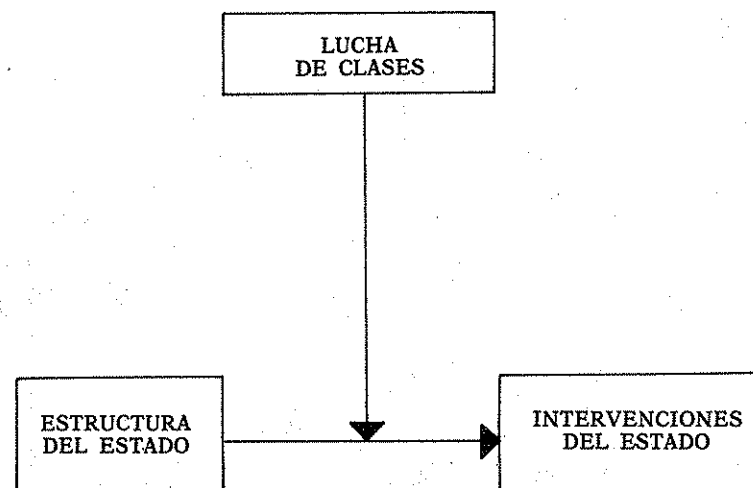 LUCHA
DE CLASES
ESTRUCTURA
DEL ESTADO
INTERVENCIONES
DEL ESTADO